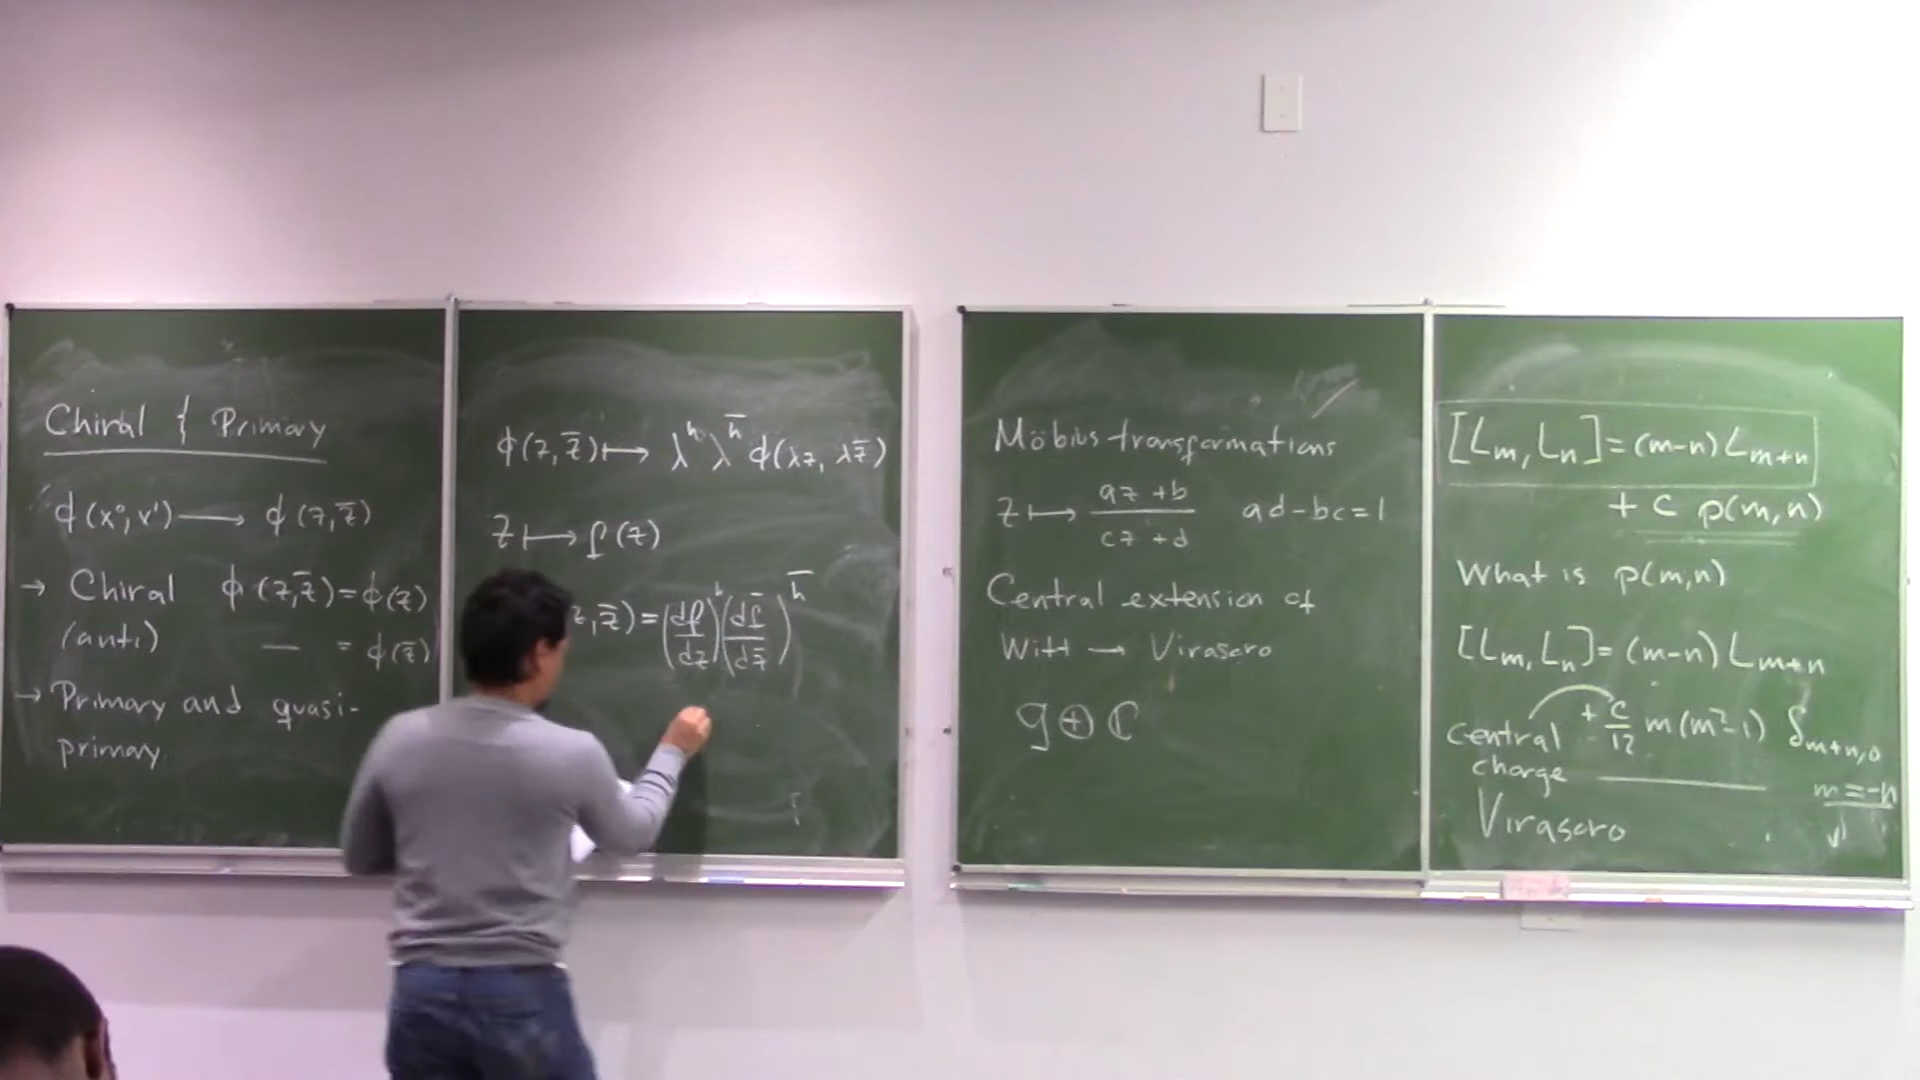 Chiral & Primary
ϕ(x⁰, x¹) ⟶ ϕ(z, z̄)
→ Chiral ϕ(z, z̄) = ϕ(z)
(anti) — = ϕ(z̄)
→ Primary and quasi-
primary.
ϕ(z, z̄) ⟼ λ^h λ^h̄ ϕ(λz, λz̄)
z ⟼ f(z)
z, z̄) = (df/dz)^h (df̄/dz̄)^h̄
Möbius transformations
z ⟼ (az + b)/(cz + d) ad-bc=1
Central extension of
Witt → Virasoro
g ⊕ ℂ
[L_m, L_n] = (m-n) L_{m+n}
+ c p(m, n)
What is p(m,n)
[L_m, L_n] = (m-n) L_{m+n}
+ c/12 m(m²-1) δ_{m+n,0}
central
charge
m = -n
Virasoro